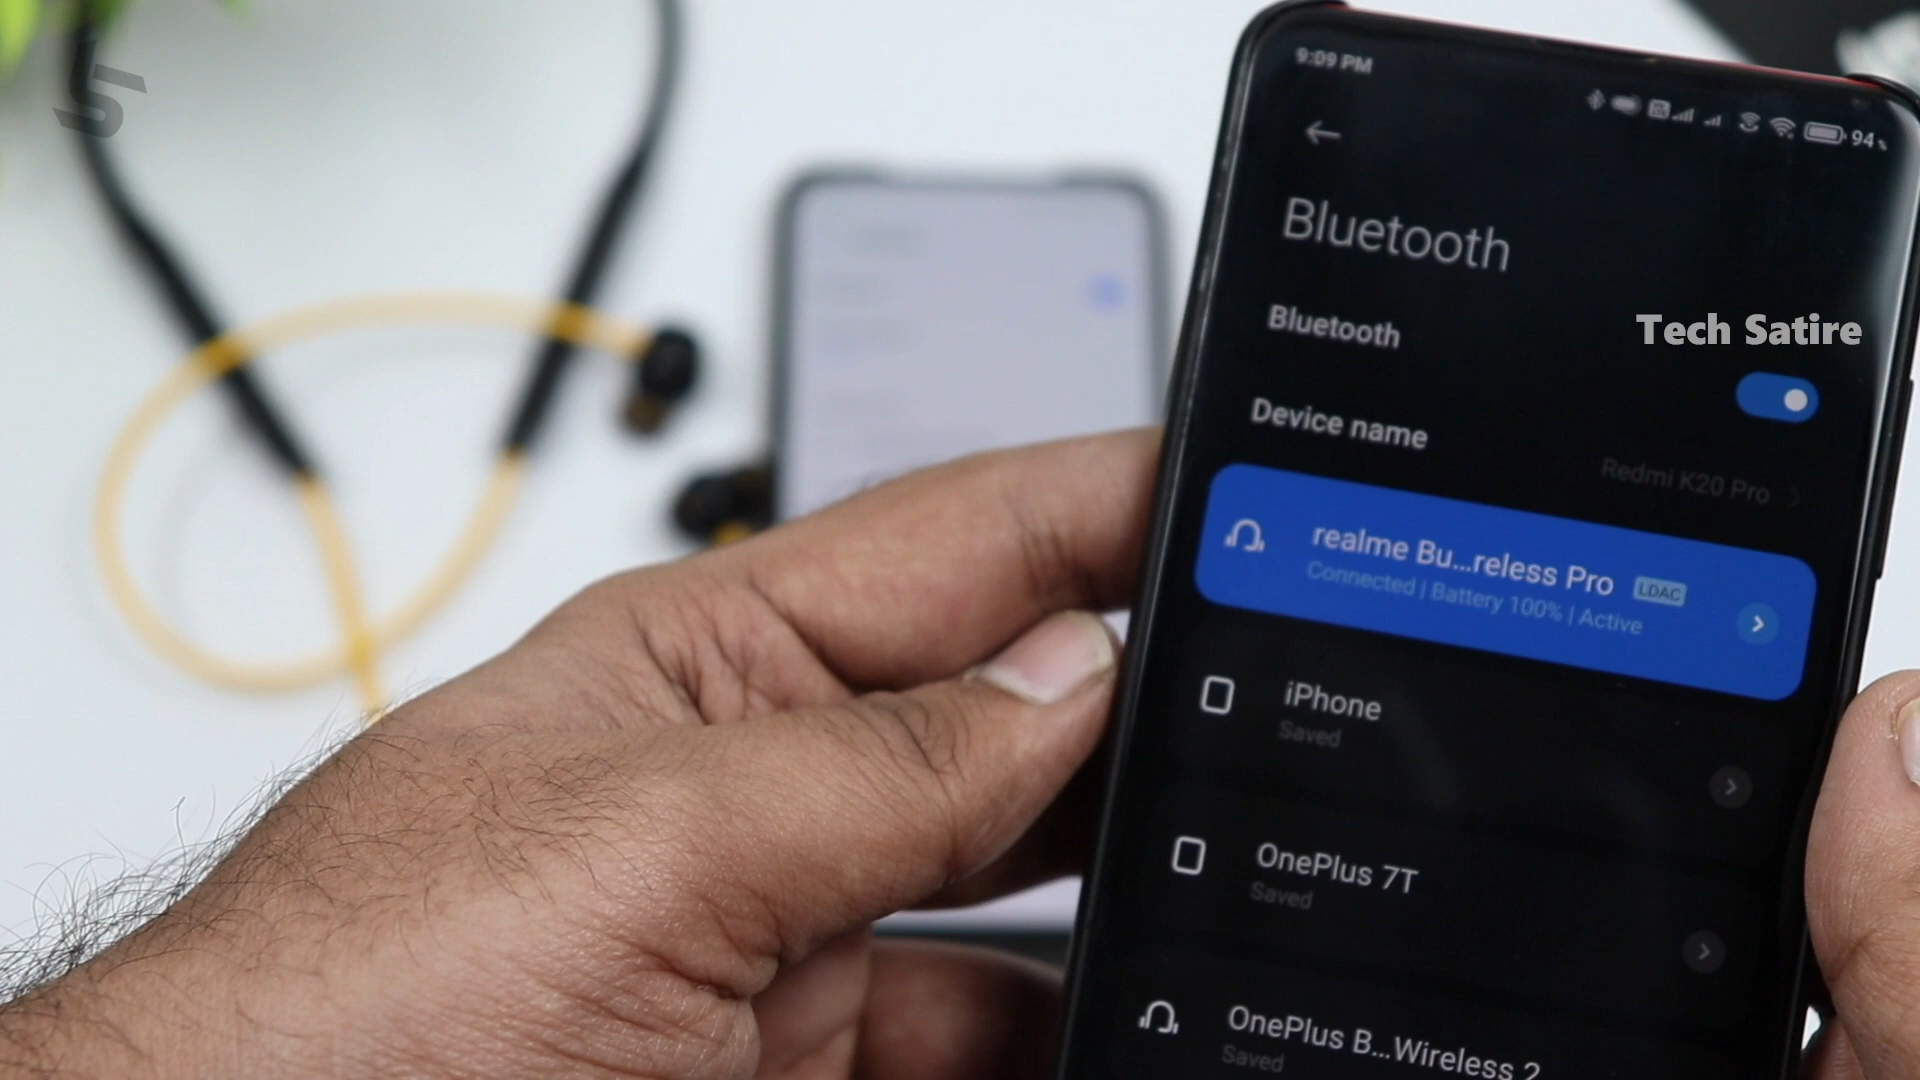 9:09 PM
94
Bluetooth
Bluetooth
Tech Satire
Device name
Redmi K20 Pro
realme Bu...reless Pro LDAC
Connected | Battery 100% | Active
iPhone
Saved
OnePlus 7T
Saved
OnePlus B...Wireless 2
Saved